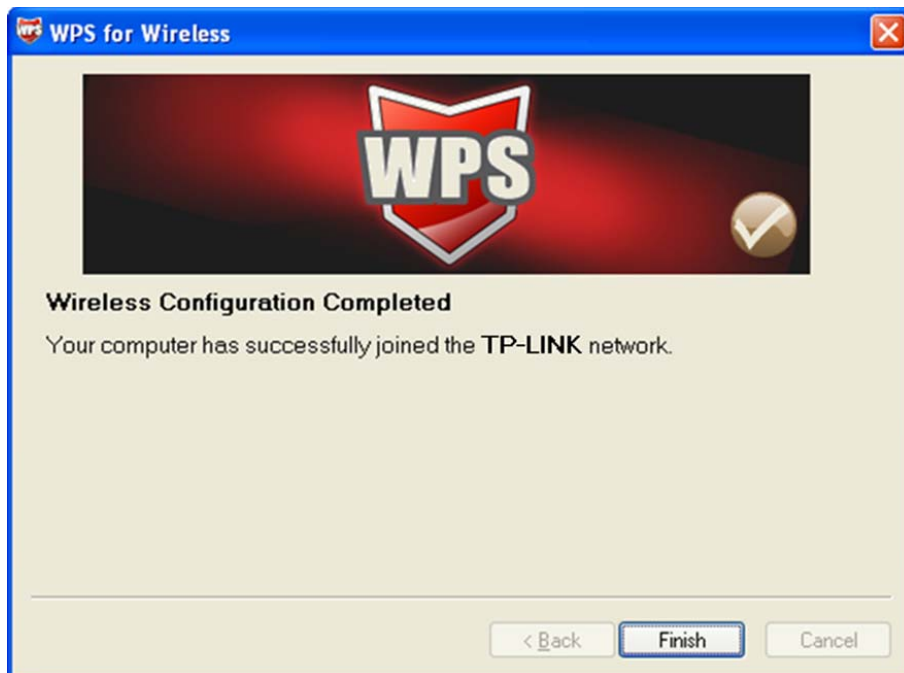 WPS for Wireless
WPS
Wireless Configuration Completed
Your computer has successfully joined the TP-LINK network.
< Back Finish Cancel